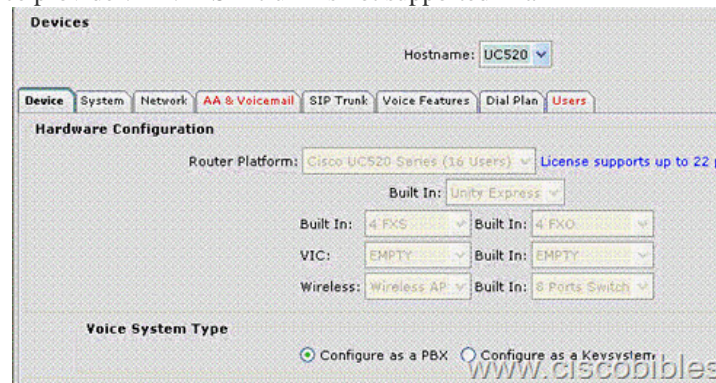 Devices
Hostname: UC520
Device System Network AA & Voicemail SIP Trunk Voice Features Dial Plan Users
Hardware Configuration
Router Platform: Cisco UC520 Series (16 Users) License supports up to 22
Built In: Unity Express
Built In: 4 FXS Built In: 4 FXO
VIC: EMPTY Built In: EMPTY
Wireless: Wireless AP Built In: 8 Ports Switch
Voice System Type
Configure as a PBX Configure as a Keysystem
www.ciscobibles